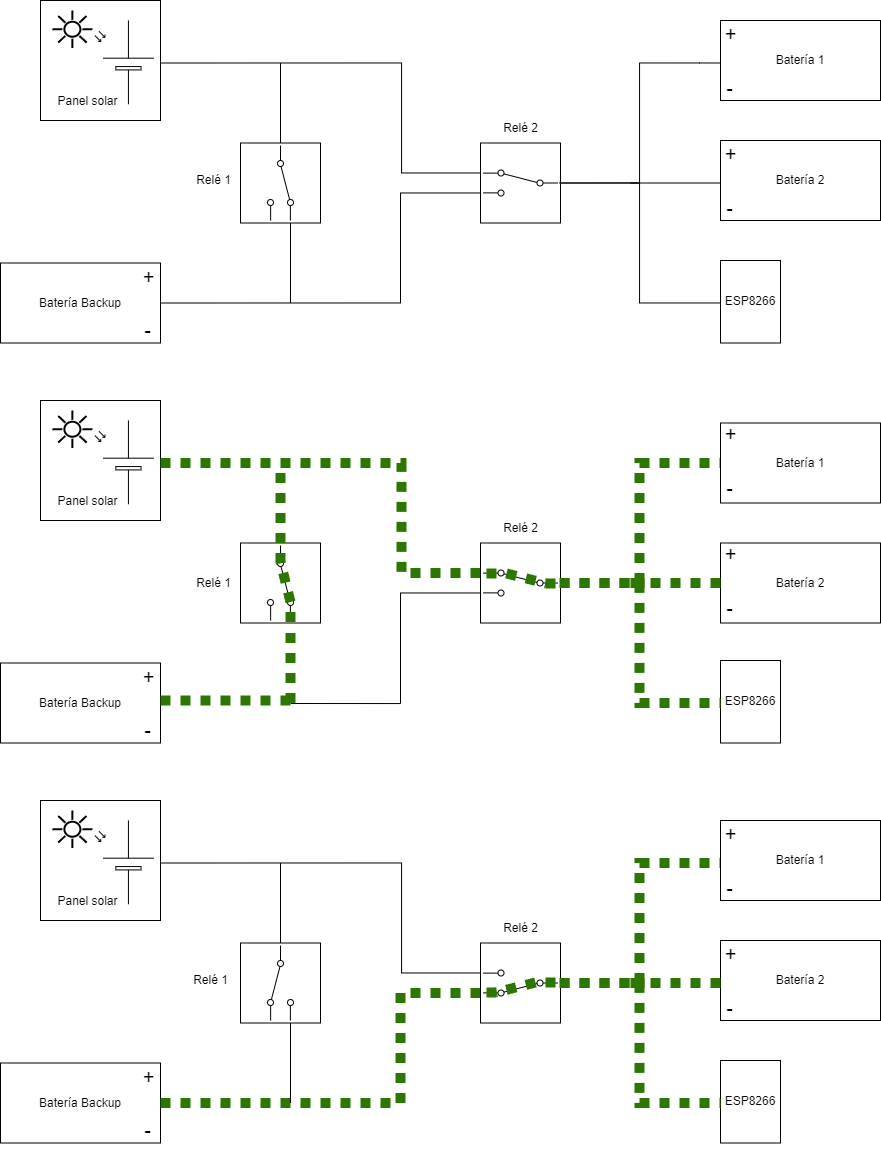 Panel solar
+
Batería 1
-
Relé 2
+
Batería 2
-
Relé 1
+
Batería Backup
-
ESP8266
Panel solar
+
Batería 1
-
Relé 2
+
Batería 2
-
Relé 1
+
Batería Backup
-
ESP8266
Panel solar
+
Batería 1
-
Relé 2
+
Batería 2
-
Relé 1
+
Batería Backup
-
ESP8266